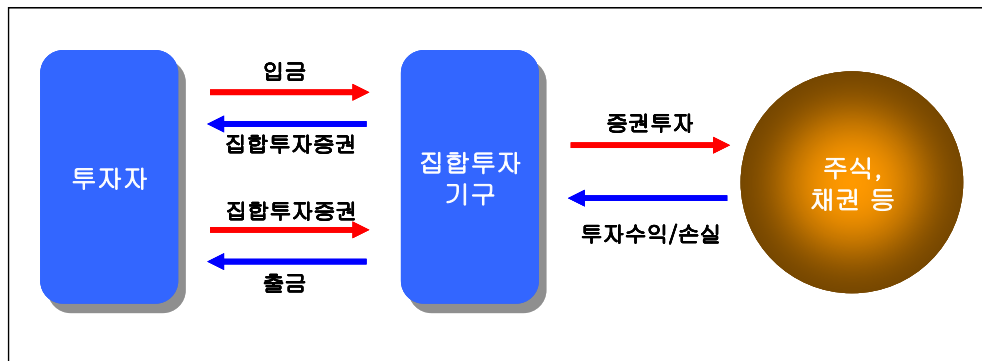 투자자
입금
집합투자증권
집합투자증권
출금
집합투자
기구
증권투자
투자수익/손실
주식,
채권 등